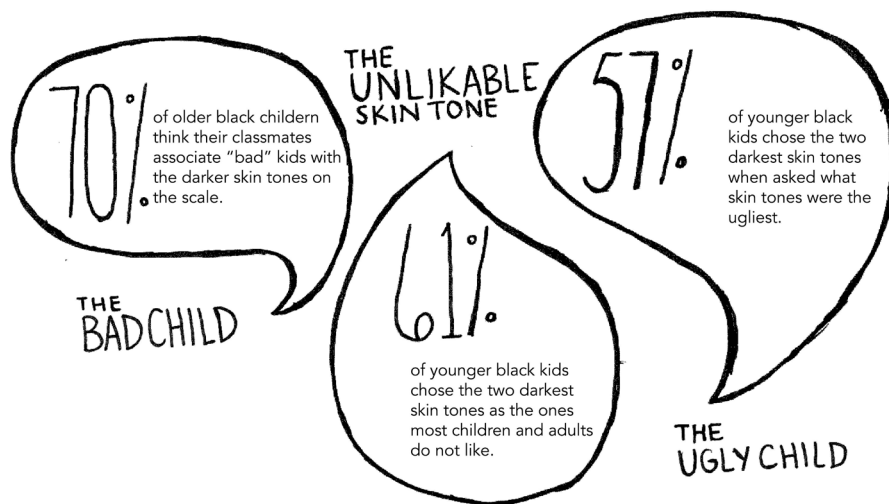 70%
of older black childern
think their classmates
associate “bad” kids with
the darker skin tones on
the scale.
THE
BAD CHILD
THE
UNLIKABLE
SKIN TONE
61%
of younger black kids
chose the two darkest
skin tones as the ones
most children and adults
do not like.
57%
of younger black
kids chose the two
darkest skin tones
when asked what
skin tones were the
ugliest.
THE
UGLY CHILD